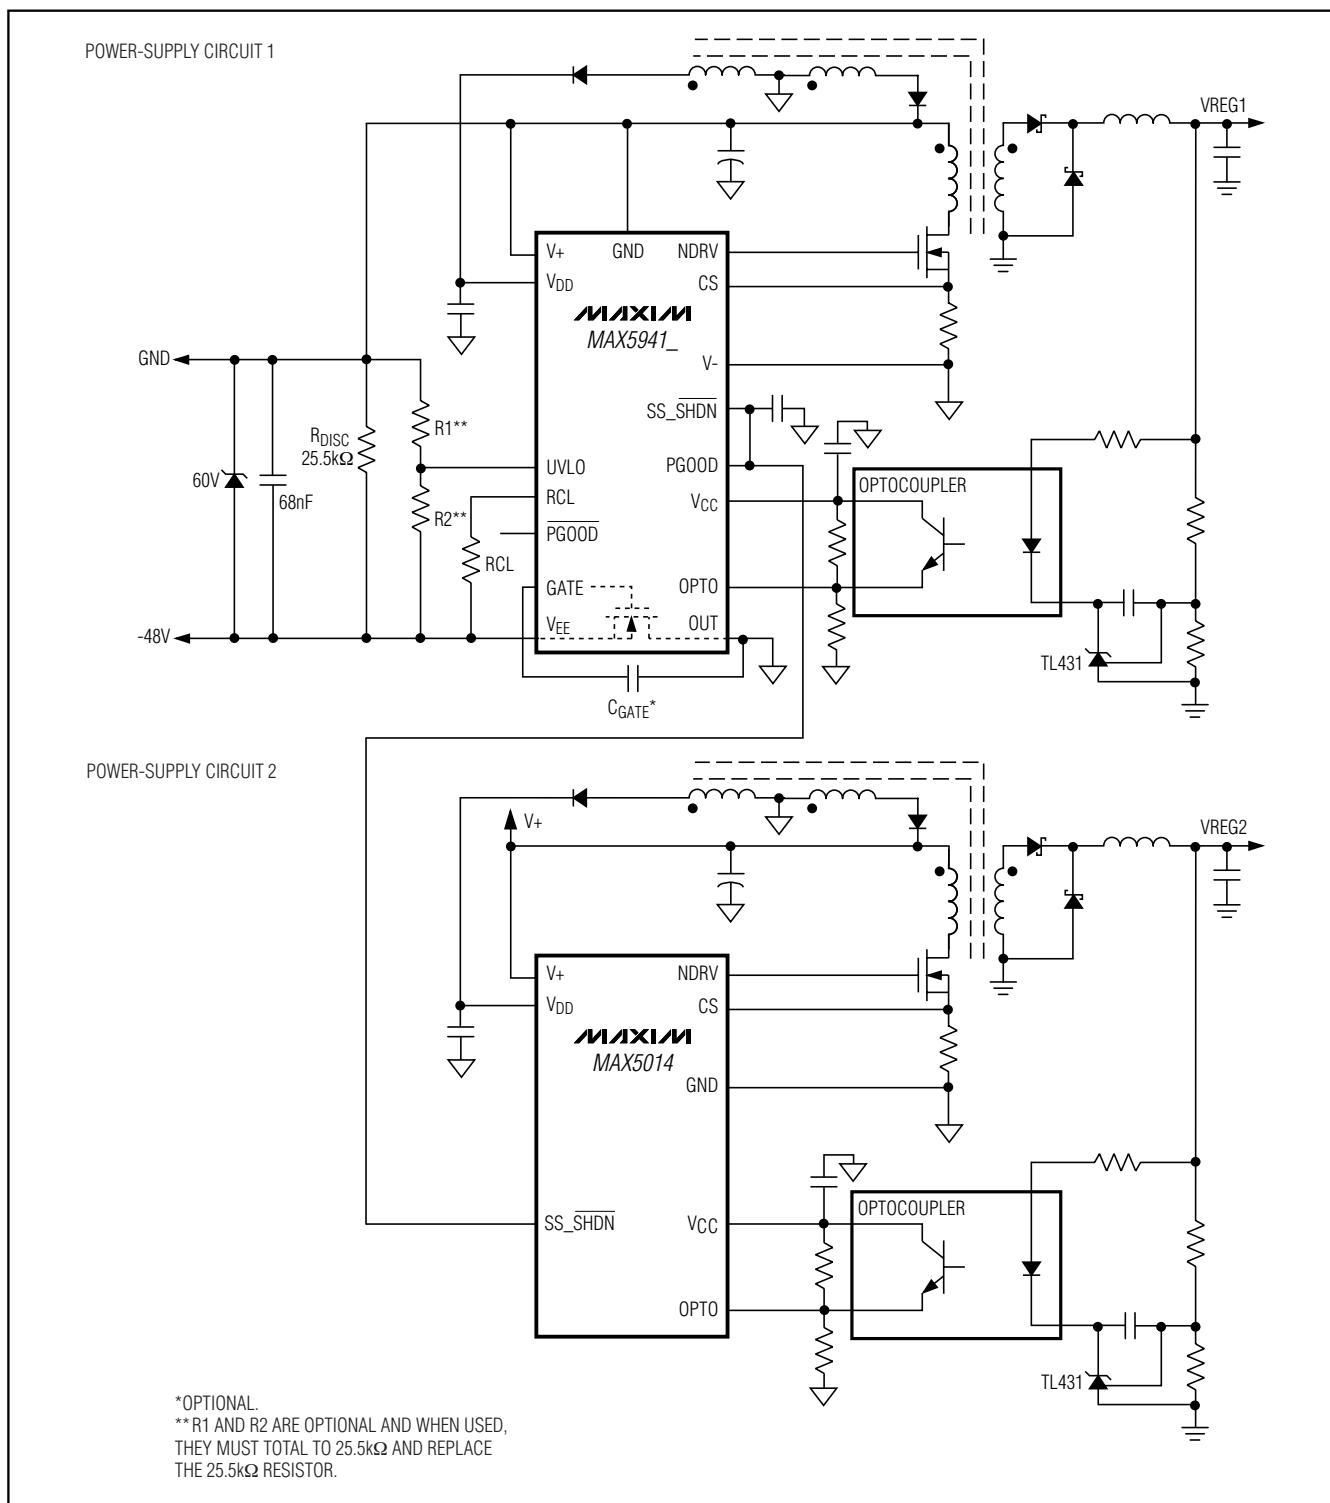 POWER-SUPPLY CIRCUIT 1
VREG1
V+
GND
NDRV
VDD
CS
MAXIM
MAX5941_
GND
V-
SS_SHDN
R1**
RDISC
25.5kΩ
PGOOD
60V
68nF
UVLO
OPTOCOUPLER
RCL
VCC
R2**
PGOOD
RCL
GATE
OPTO
VEE
OUT
-48V
TL431
CGATE*
POWER-SUPPLY CIRCUIT 2
V+
VREG2
V+
NDRV
VDD
CS
MAXIM
MAX5014
GND
OPTOCOUPLER
SS_SHDN
VCC
OPTO
TL431
*OPTIONAL.
**R1 AND R2 ARE OPTIONAL AND WHEN USED,
THEY MUST TOTAL TO 25.5kΩ AND REPLACE
THE 25.5kΩ RESISTOR.